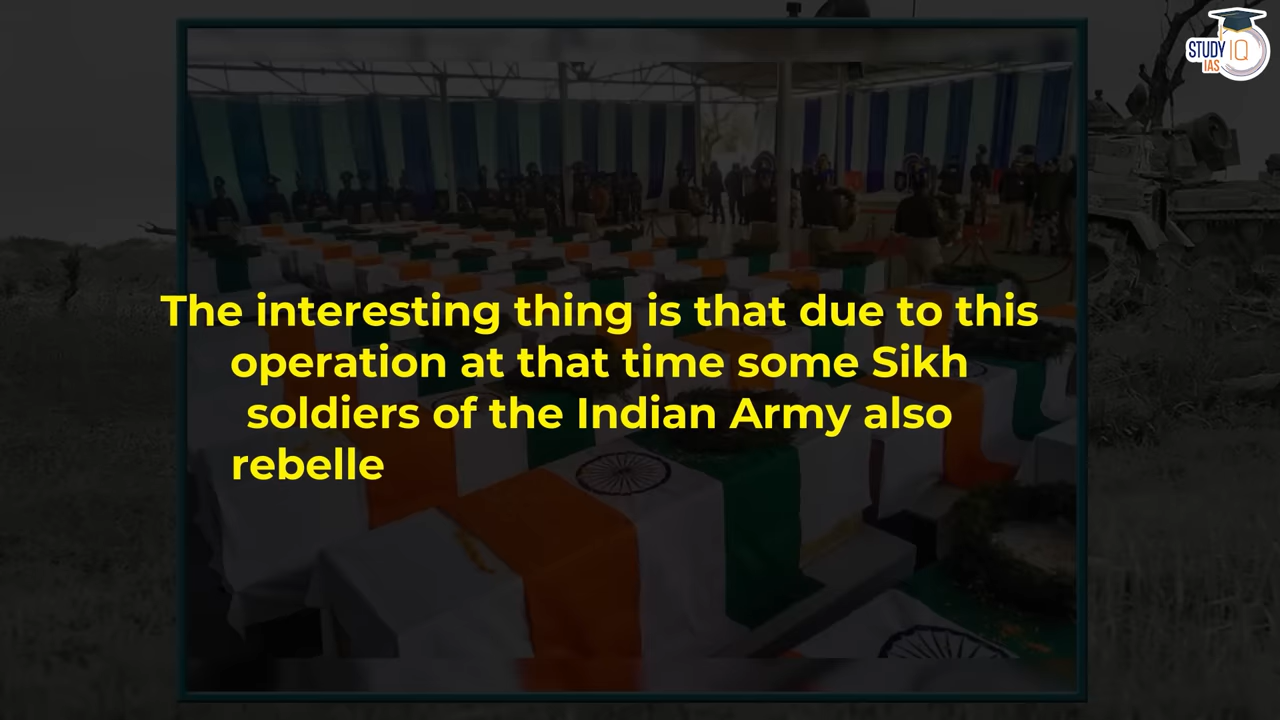 STUDY IQ
IAS
The interesting thing is that due to this
operation at that time some Sikh
soldiers of the Indian Army also
rebelle